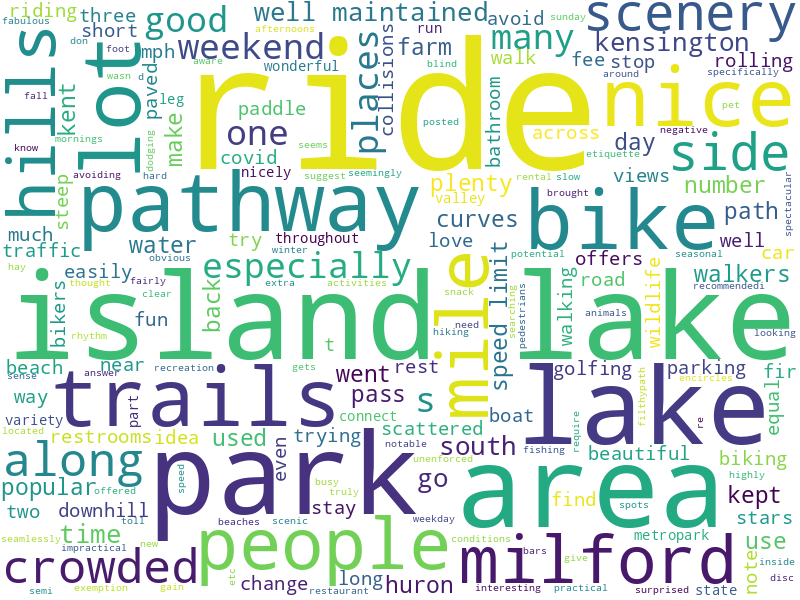 riding three good well maintained avoid scenery
fabulous short mph weekend farm run many kensington sunday afternoons
don foot aware wonderful blind walk fee stop rolling
hills wasn d lot ride places collisions nice
fall kent paved leg paddle bathroom around specifically
know make one across day side pet
mornings dodging covid posted etiquette negative
avoiding seems nicely suggest seemingly rental slow views number
steep hard pathway plenty valley brought bike path spectacular
much water try throughout curves love well
traffic obvious winter especially offers potential seasonal car
easily clear extra activities snack speed limit road walkers
hay thought fairly back hiking searching walking wildlife recommendedi
bikers fun island t mile need pedestrians animals lake looking
rhythm gets
beach near trails went rest golfing parking fir
sense answer recreation pass s boat filthypath encircles equal
way part connect scattered lake re
variety used trying notable south fishing require beautiful
located restrooms idea even park go area biking
along speed busy unenforced find highly
popular offered truly stay kept
two downhill beaches scenic weekday spots stars
seamlessly time toll people conditions metropark use
impractical new etc bars milford give note inside
crowded change long huron interesting practical surprised state disc
semi exemption gain restaurant